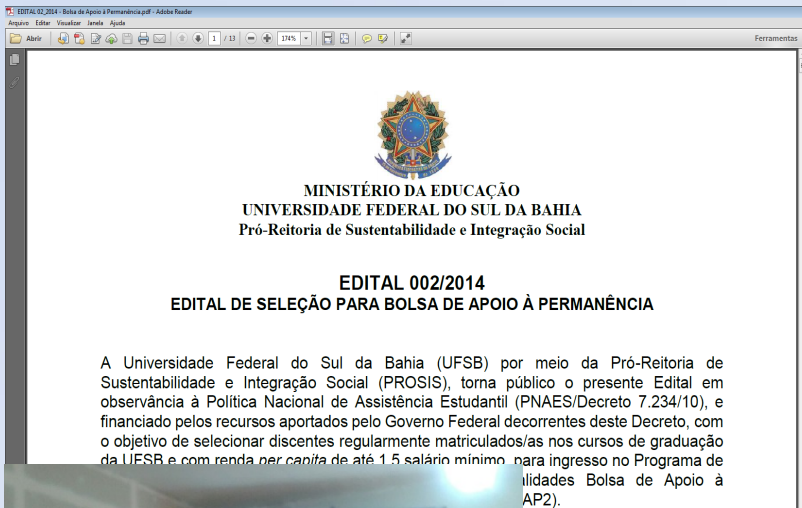 EDITAL 02_2014 - Bolsa de Apoio à Permanência.pdf - Adobe Reader
Arquivo Editar Visualizar Janela Ajuda
Abrir 1 / 13 174% Ferramentas
MINISTÉRIO DA EDUCAÇÃO
UNIVERSIDADE FEDERAL DO SUL DA BAHIA
Pró-Reitoria de Sustentabilidade e Integração Social
EDITAL 002/2014
EDITAL DE SELEÇÃO PARA BOLSA DE APOIO À PERMANÊNCIA
A Universidade Federal do Sul da Bahia (UFSB) por meio da Pró-Reitoria de
Sustentabilidade e Integração Social (PROSIS), torna público o presente Edital em
observância à Política Nacional de Assistência Estudantil (PNAES/Decreto 7.234/10), e
financiado pelos recursos aportados pelo Governo Federal decorrentes deste Decreto, com
o objetivo de selecionar discentes regularmente matriculados/as nos cursos de graduação
da UFSB e com renda per capita de até 1,5 salário mínimo, para ingresso no Programa de
Bolsa de Apoio à
AP2).